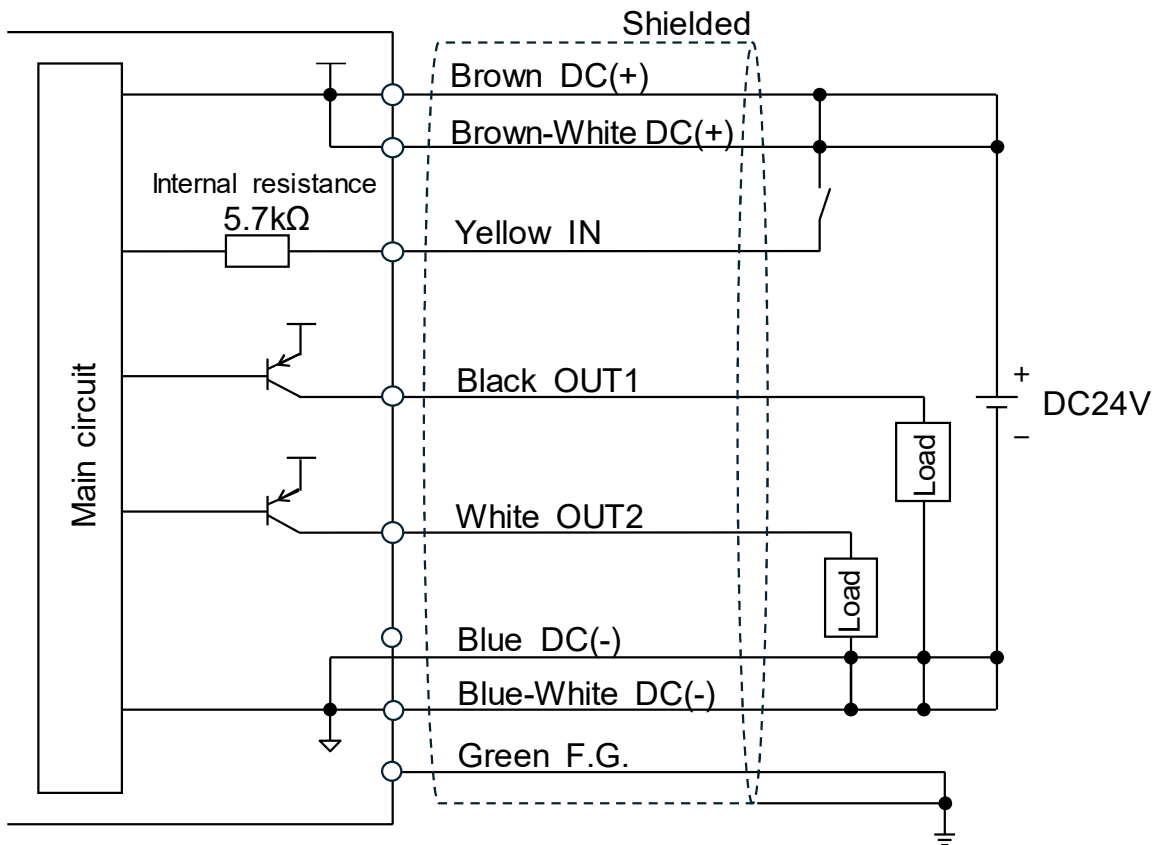 Shielded
Brown DC(+)
Brown-White DC(+)
Internal resistance
5.7kΩ
Yellow IN
Main circuit
Black OUT1
+
DC24V
−
Load
White OUT2
Load
Blue DC(-)
Blue-White DC(-)
Green F.G.